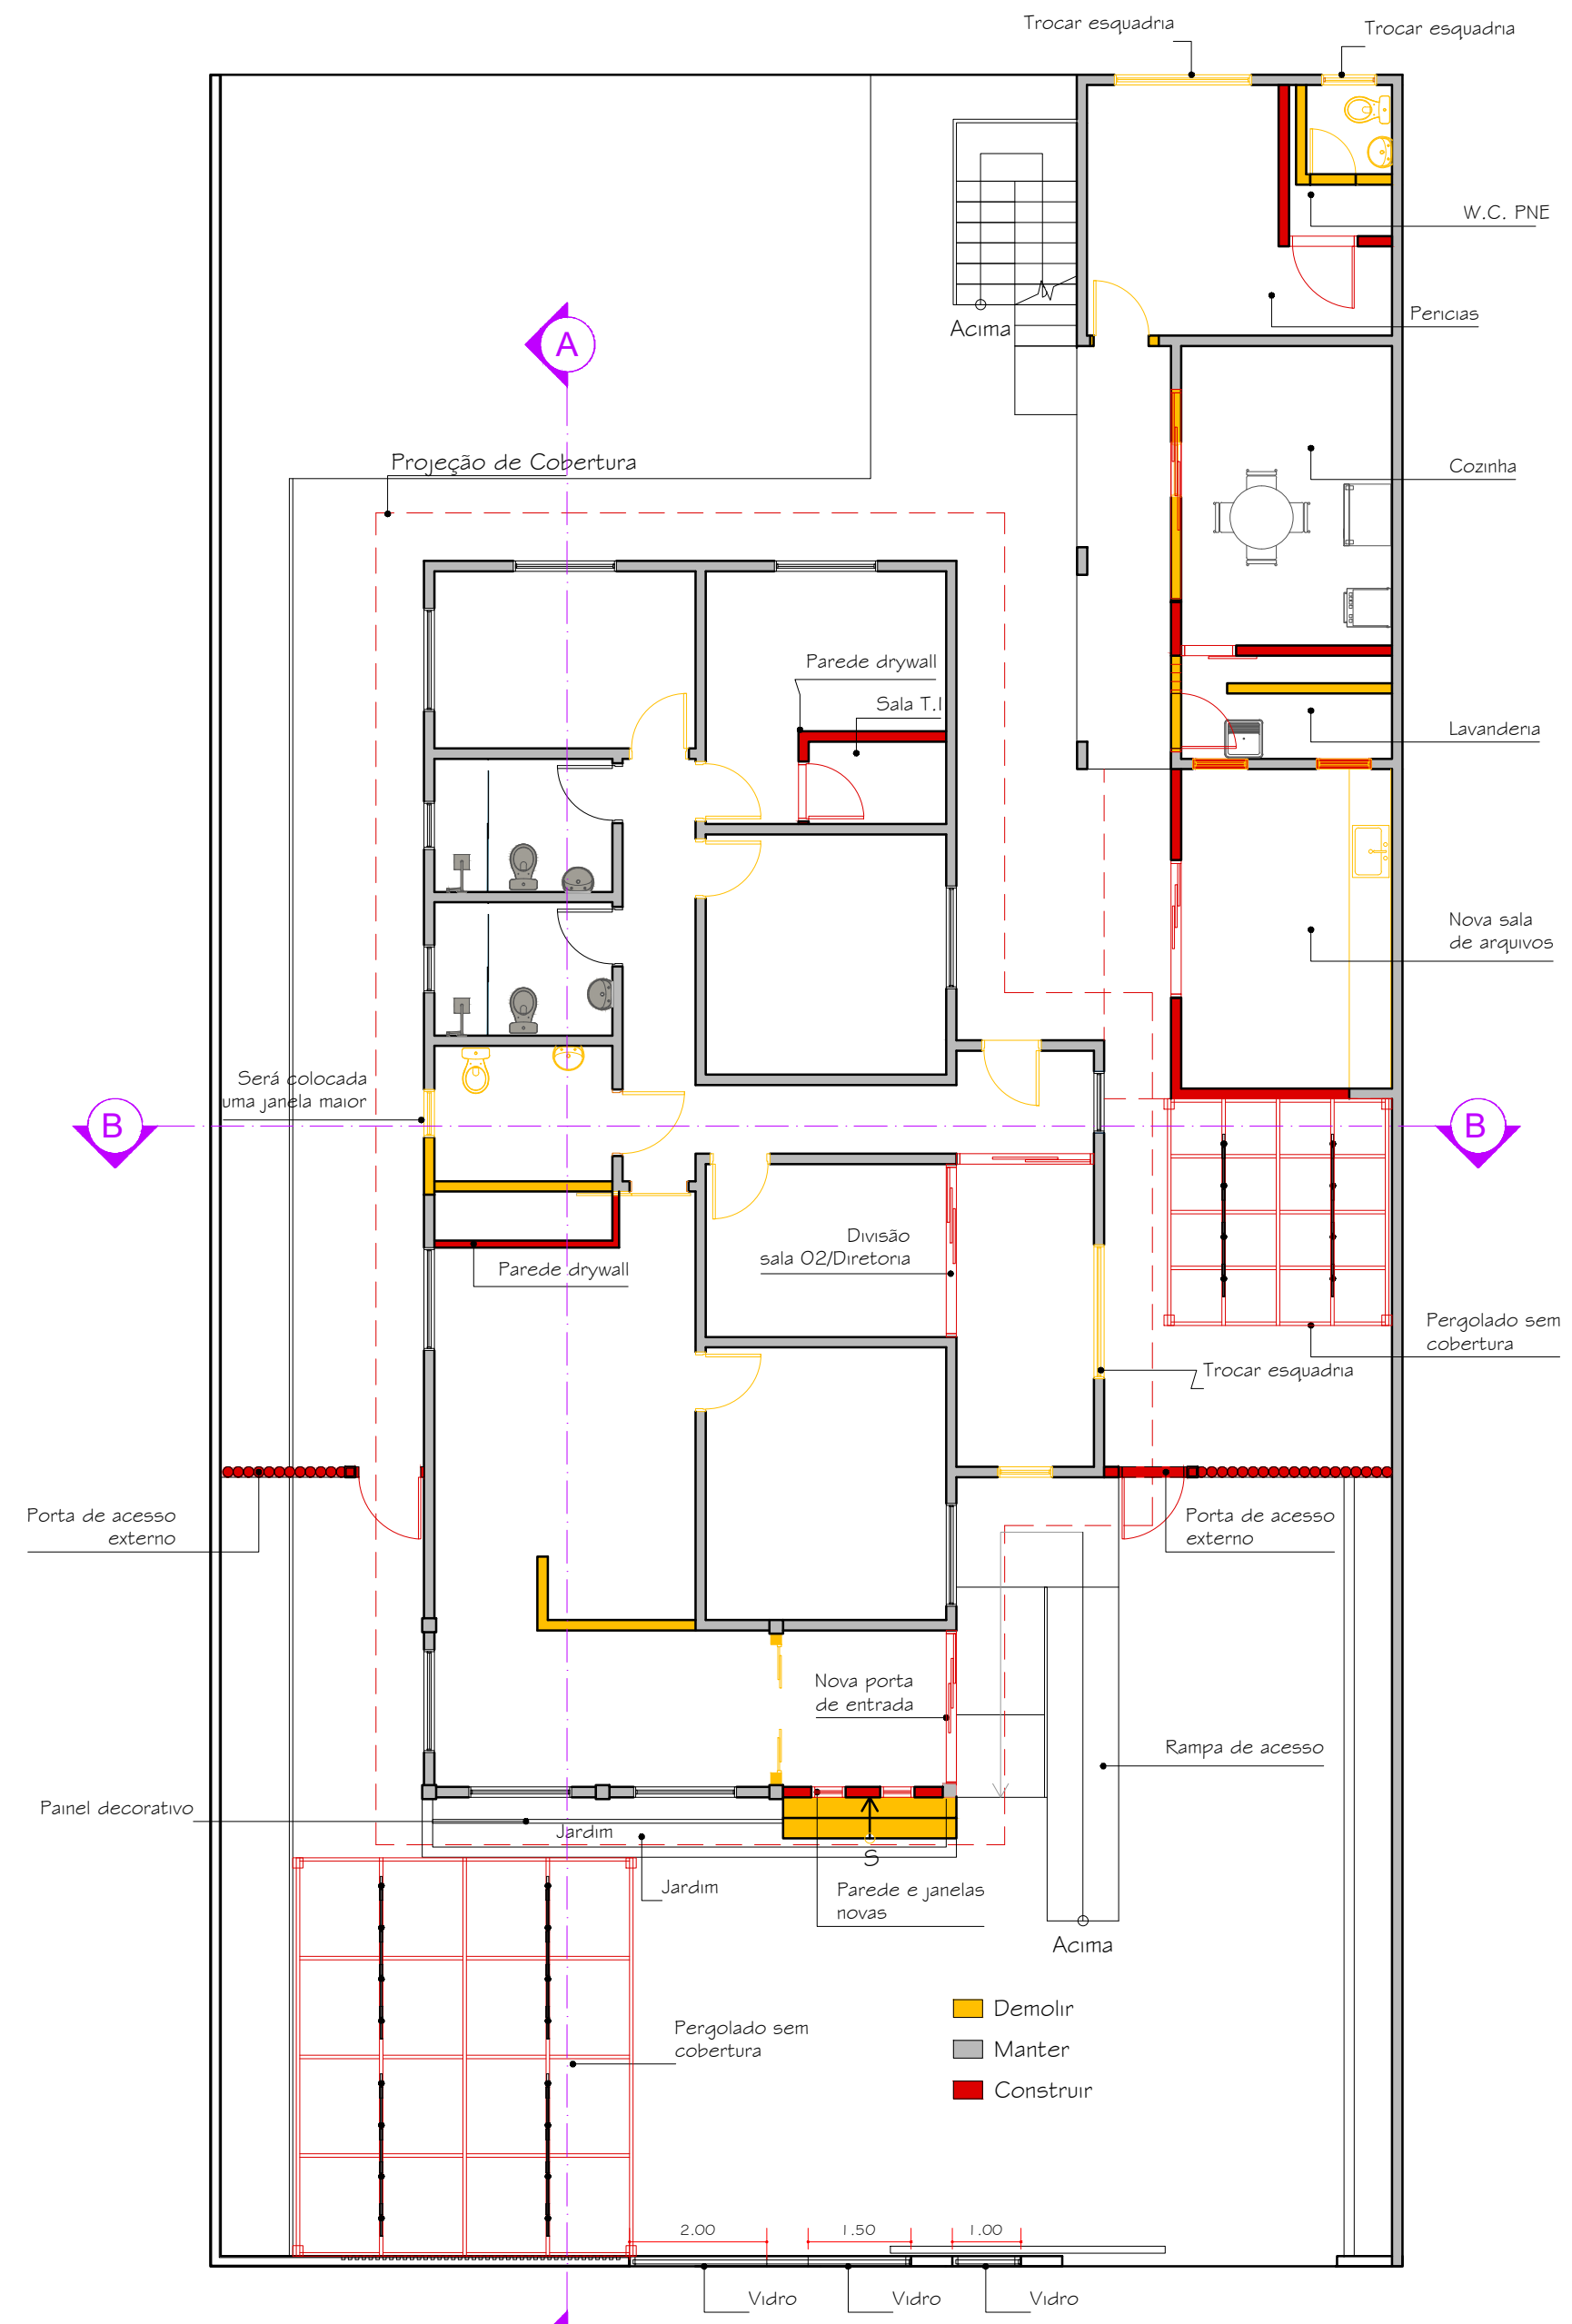 Trocar esquadria
Trocar esquadria
W.C. PNE
Acima
Pericias
A
Projeção de Cobertura
Cozinha
Parede drywall
Sala T.I
Lavanderia
Nova sala
de arquivos
Será colocada
uma janela maior
B
B
Divisão
sala 02/Diretoria
Parede drywall
Pergolado sem
cobertura
Trocar esquadria
Porta de acesso
externo
Porta de acesso
externo
Nova porta
de entrada
Rampa de acesso
Painel decorativo
Jardim
S
Jardim
Parede e janelas
novas
Acima
Demolir
Pergolado sem
cobertura
Manter
Construir
2.00
1.50
1.00
Vidro
Vidro
Vidro